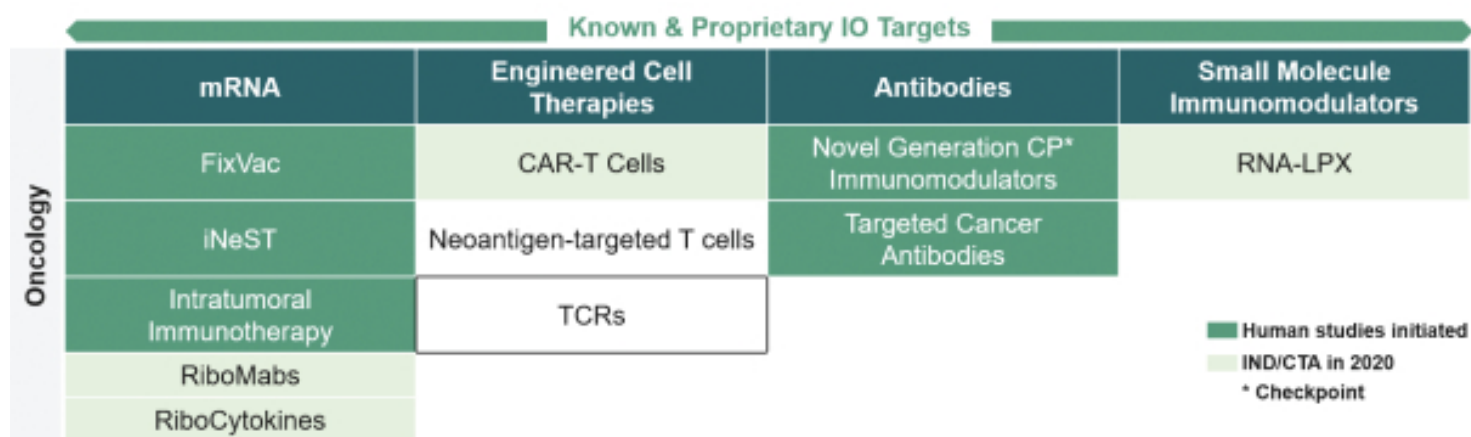 Known & Proprietary IO Targets
Oncology
mRNA
Engineered Cell
Therapies
Antibodies
Small Molecule
Immunomodulators
FixVac
CAR-T Cells
Novel Generation CP*
Immunomodulators
RNA-LPX
iNeST
Neoantigen-targeted T cells
Targeted Cancer
Antibodies
Intratumoral
Immunotherapy
TCRs
RiboMabs
RiboCytokines
Human studies initiated
IND/CTA in 2020
* Checkpoint